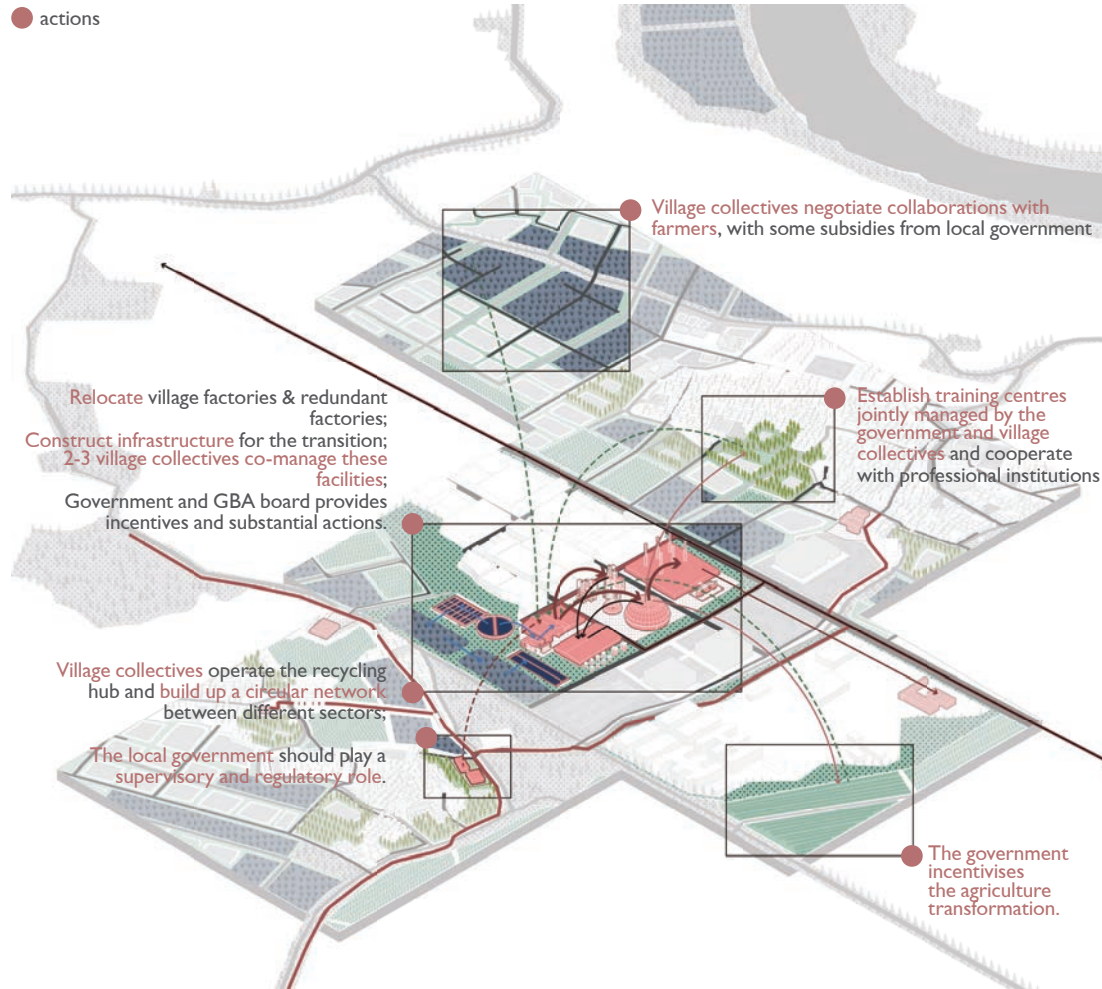 actions
Village collectives negotiate collaborations with
farmers, with some subsidies from local government
Relocate village factories & redundant
factories;
Construct infrastructure for the transition;
2-3 village collectives co-manage these
facilities;
Government and GBA board provides
incentives and substantial actions.
Establish training centres
jointly managed by the
government and village
collectives and cooperate
with professional institutions
Village collectives operate the recycling
hub and build up a circular network
between different sectors;
The local government should play a
supervisory and regulatory role.
The government
incentivises
the agriculture
transformation.